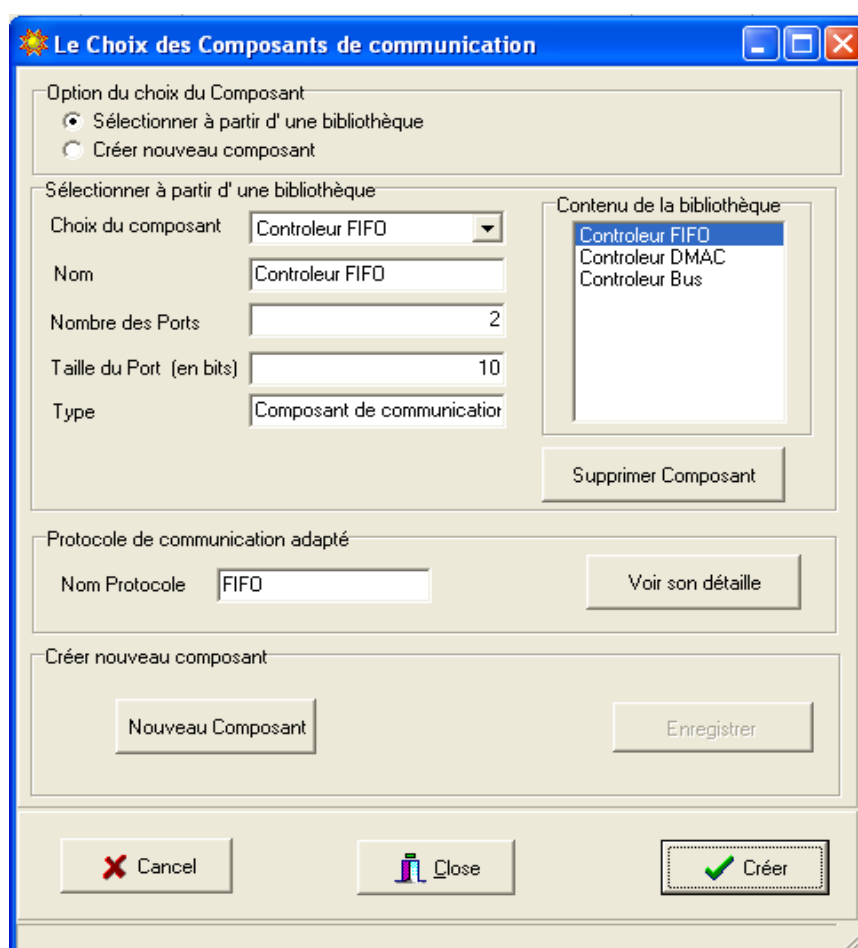 Le Choix des Composants de communication
Option du choix du Composant
Sélectionner à partir d' une bibliothèque
Créer nouveau composant
Sélectionner à partir d' une bibliothèque
Choix du composant
Controleur FIFO
Nom
Controleur FIFO
Nombre des Ports
2
Taille du Port (en bits)
10
Type
Composant de communication
Contenu de la bibliothèque
Controleur FIFO
Controleur DMAC
Controleur Bus
Supprimer Composant
Protocole de communication adapté
Nom Protocole
FIFO
Voir son détaille
Créer nouveau composant
Nouveau Composant
Enregistrer
Cancel
Close
Créer